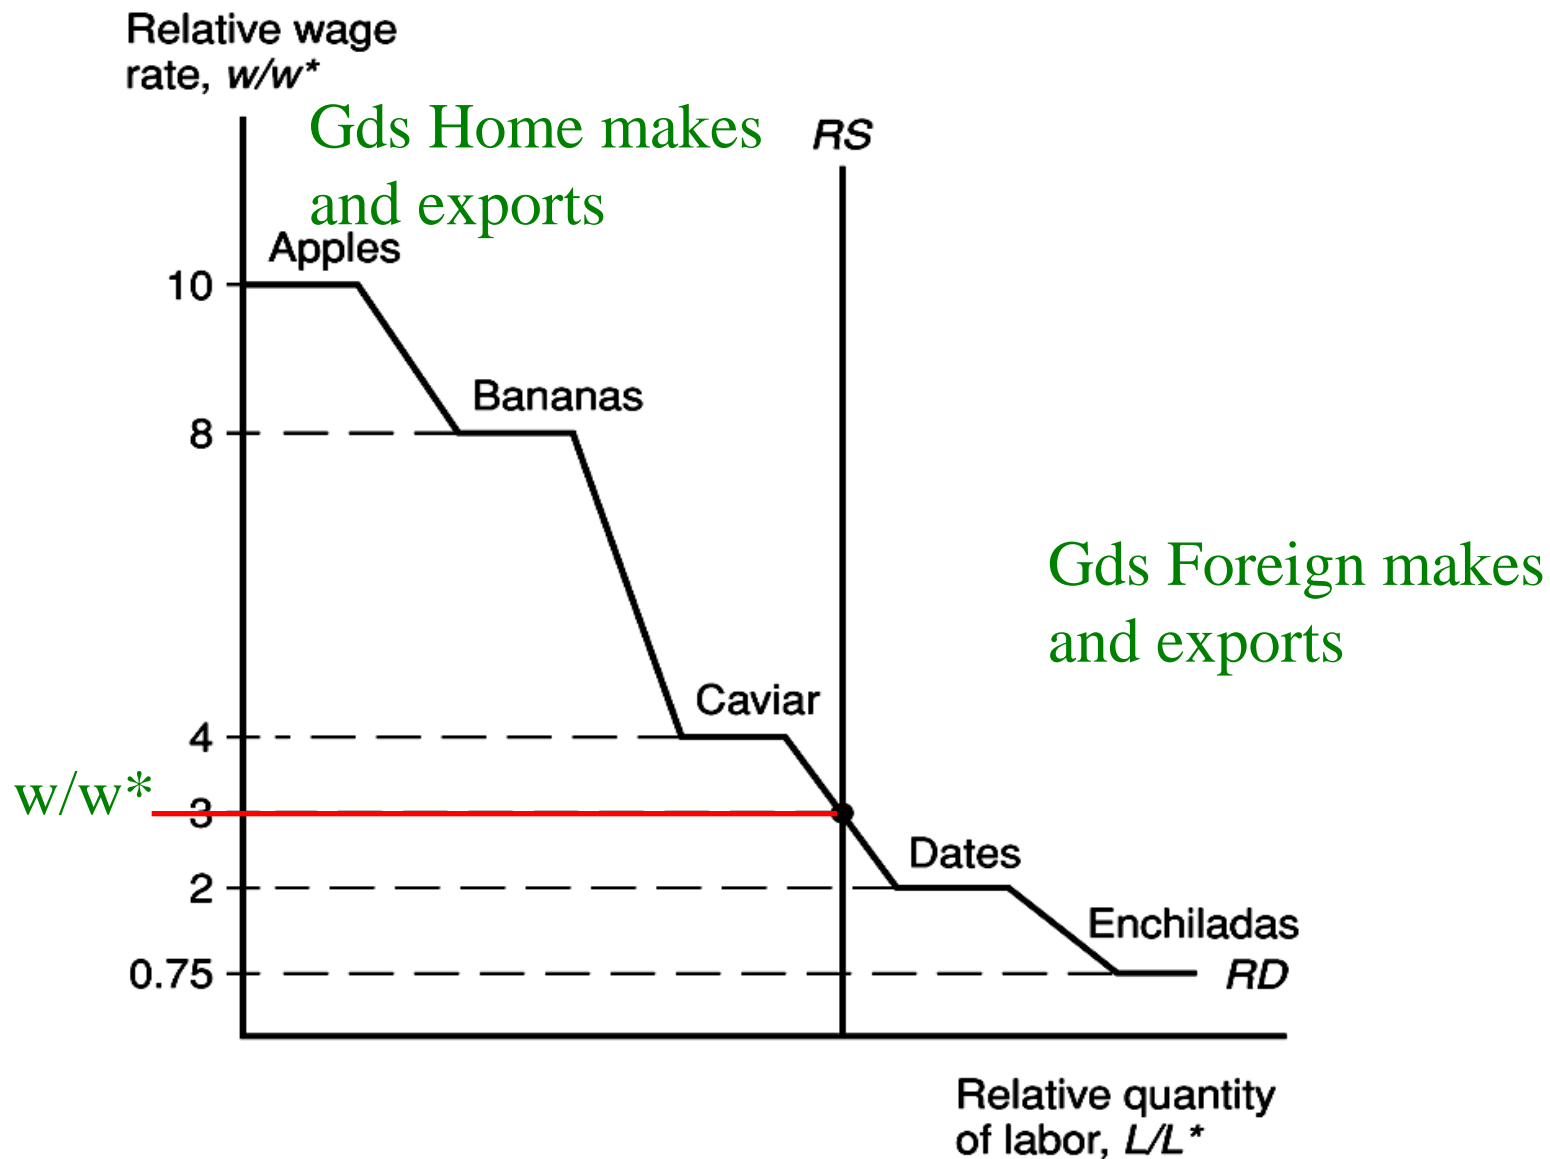 Relative wage
rate, w/w*
Gds Home makes
and exports
RS
Apples
10
Bananas
8
Gds Foreign makes
and exports
Caviar
4
w/w*
3
Dates
2
Enchiladas
0.75
RD
Relative quantity
of labor, L/L*